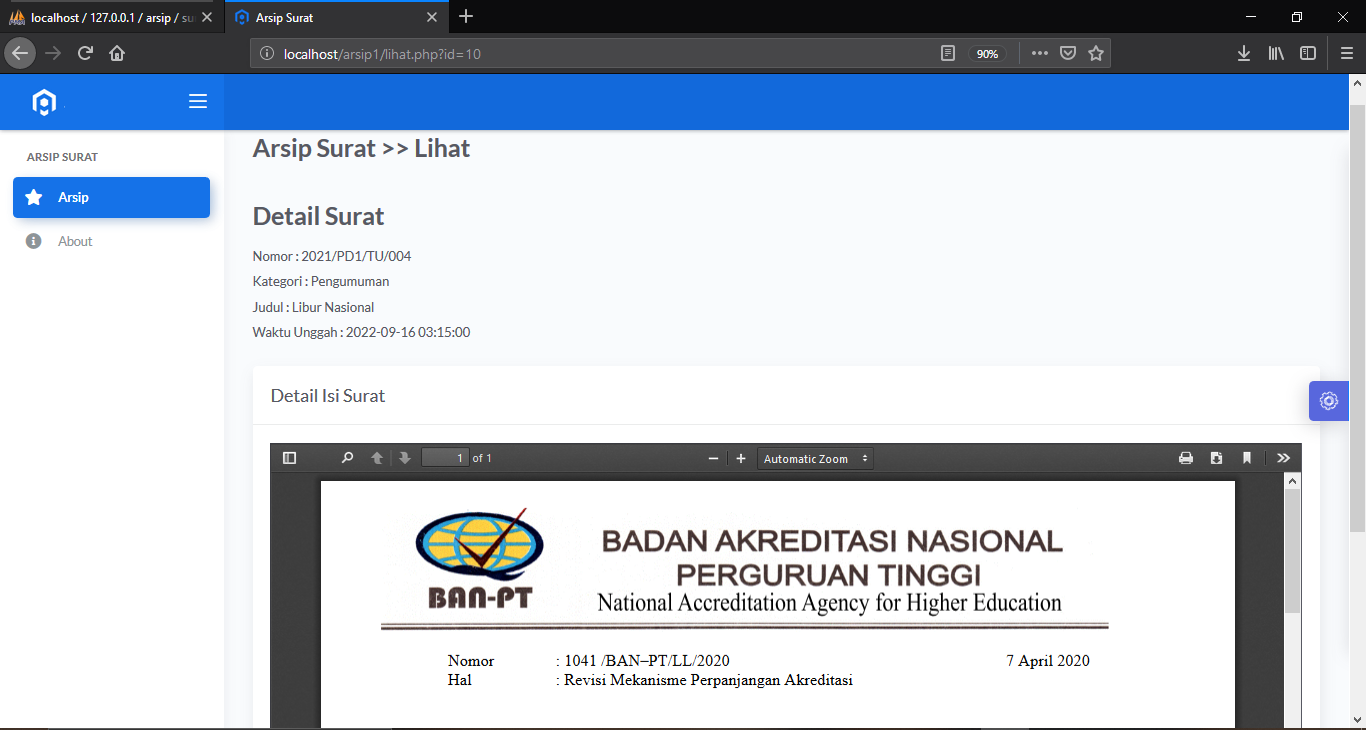 localhost / 127.0.0.1 / arsip / su
Arsip Surat
localhost/arsip1/lihat.php?id=10
90%
ARSIP SURAT
Arsip
About
Arsip Surat >> Lihat
Detail Surat
Nomor : 2021/PD1/TU/004
Kategori : Pengumuman
Judul : Libur Nasional
Waktu Unggah : 2022-09-16 03:15:00
Detail Isi Surat
1 of 1
Automatic Zoom
BAN-PT
BADAN AKREDITASI NASIONAL
PERGURUAN TINGGI
National Accreditation Agency for Higher Education
Nomor : 1041 /BAN–PT/LL/2020 7 April 2020
Hal : Revisi Mekanisme Perpanjangan Akreditasi